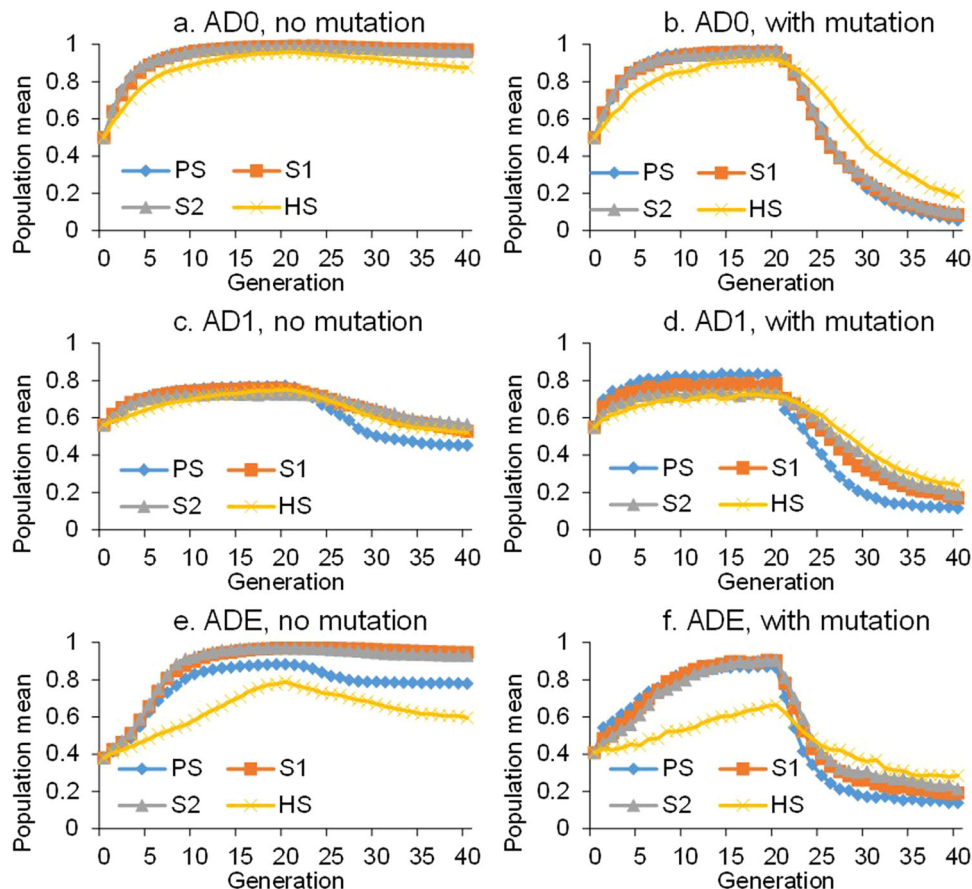 a. AD0, no mutation
Population mean
1
0.8
0.6
0.4
0.2
0
PS S1
S2 HS
0 5 10 15 20 25 30 35 40
Generation
b. AD0, with mutation
Population mean
1
0.8
0.6
0.4
0.2
0
PS S1
S2 HS
0 5 10 15 20 25 30 35 40
Generation
c. AD1, no mutation
Population mean
1
0.8
0.6
0.4
0.2
0
PS S1
S2 HS
0 5 10 15 20 25 30 35 40
Generation
d. AD1, with mutation
Population mean
1
0.8
0.6
0.4
0.2
0
PS S1
S2 HS
0 5 10 15 20 25 30 35 40
Generation
e. ADE, no mutation
Population mean
1
0.8
0.6
0.4
0.2
0
PS S1
S2 HS
0 5 10 15 20 25 30 35 40
Generation
f. ADE, with mutation
Population mean
1
0.8
0.6
0.4
0.2
0
PS S1
S2 HS
0 5 10 15 20 25 30 35 40
Generation